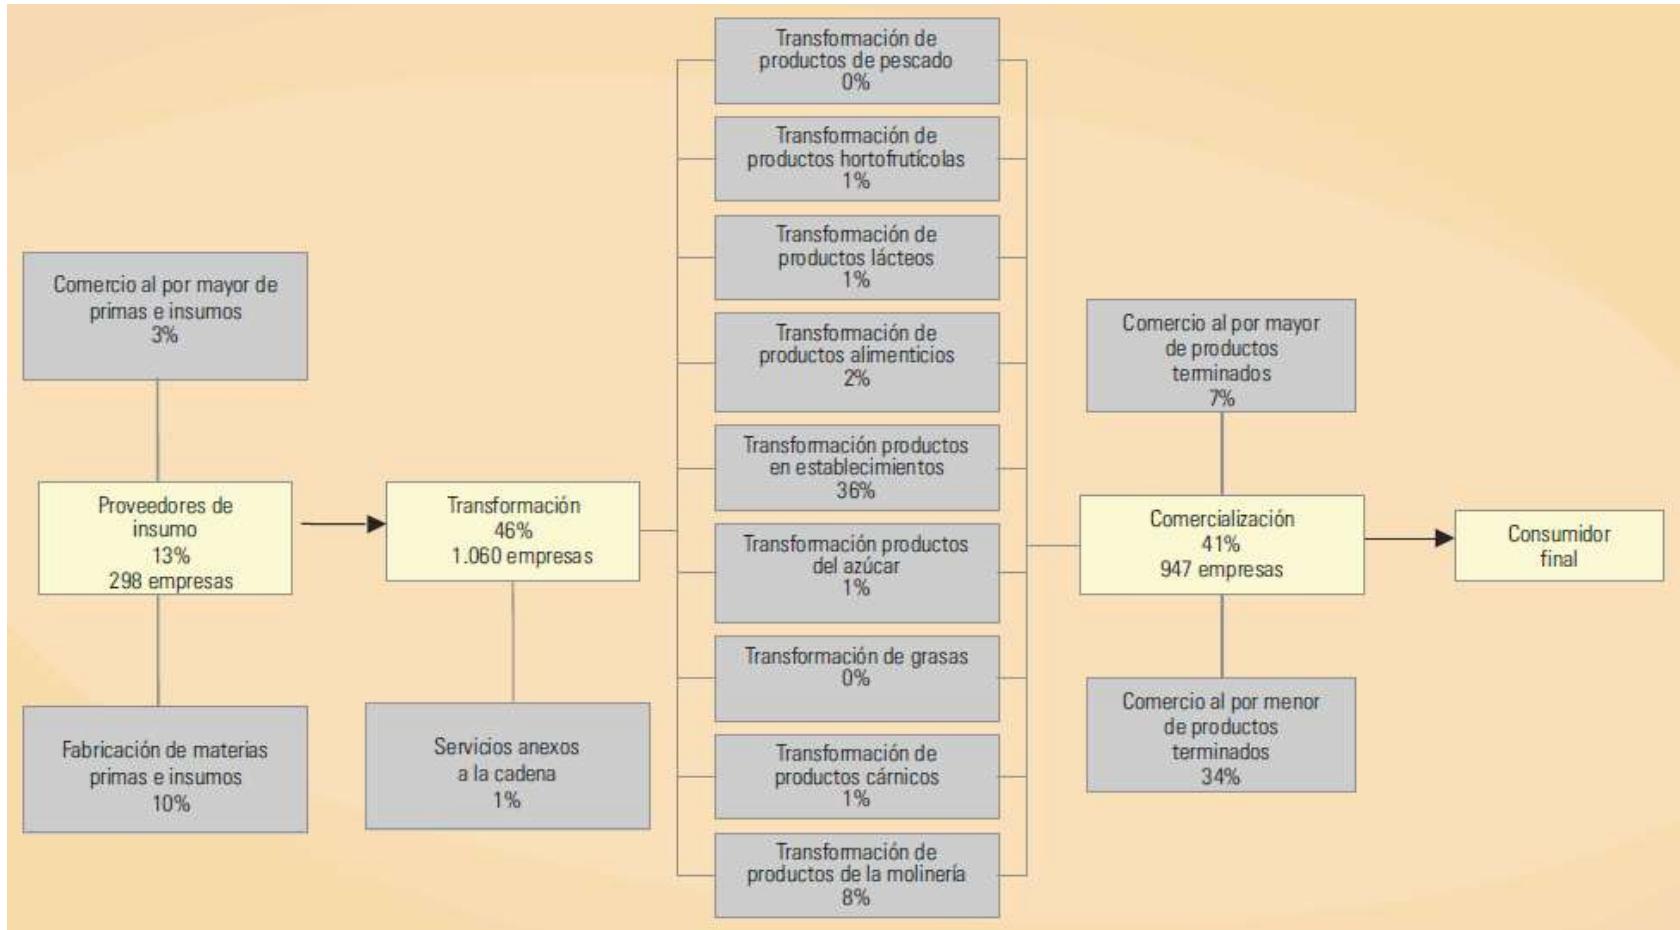 Comercio al por mayor de
primas e insumos
3%
Proveedores de
insumo
13%
298 empresas
Fabricación de materias
primas e insumos
10%
Transformación
46%
1.060 empresas
Servicios anexos
a la cadena
1%
Transformación de
productos de pescado
0%
Transformación de
productos hortofrutícolas
1%
Transformación de
productos lácteos
1%
Transformación de
productos alimenticios
2%
Transformación productos
en establecimientos
36%
Transformación productos
del azúcar
1%
Transformación de grasas
0%
Transformación de
productos cárnicos
1%
Transformación de
productos de la molinería
8%
Comercio al por mayor
de productos
terminados
7%
Comercialización
41%
947 empresas
Comercio al por menor
de productos
terminados
34%
Consumidor
final